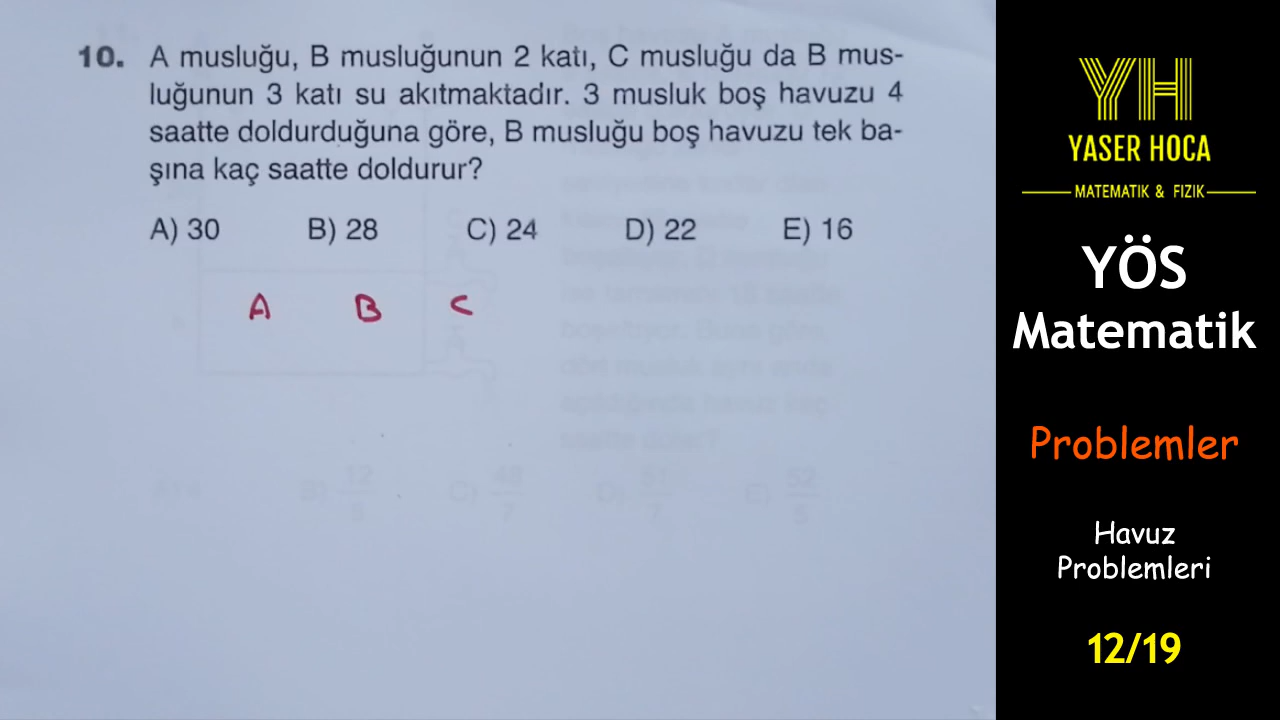 10. A musluğu, B musluğunun 2 katı, C musluğu da B mus-
luğunun 3 katı su akıtmaktadır. 3 musluk boş havuzu 4
saatte doldurduğuna göre, B musluğu boş havuzu tek ba-
şına kaç saatte doldurur?
A) 30 B) 28 C) 24 D) 22 E) 16
A B C
YH
YASER HOCA
MATEMATIK & FIZIK
YÖS
Matematik
Problemler
Havuz
Problemleri
12/19